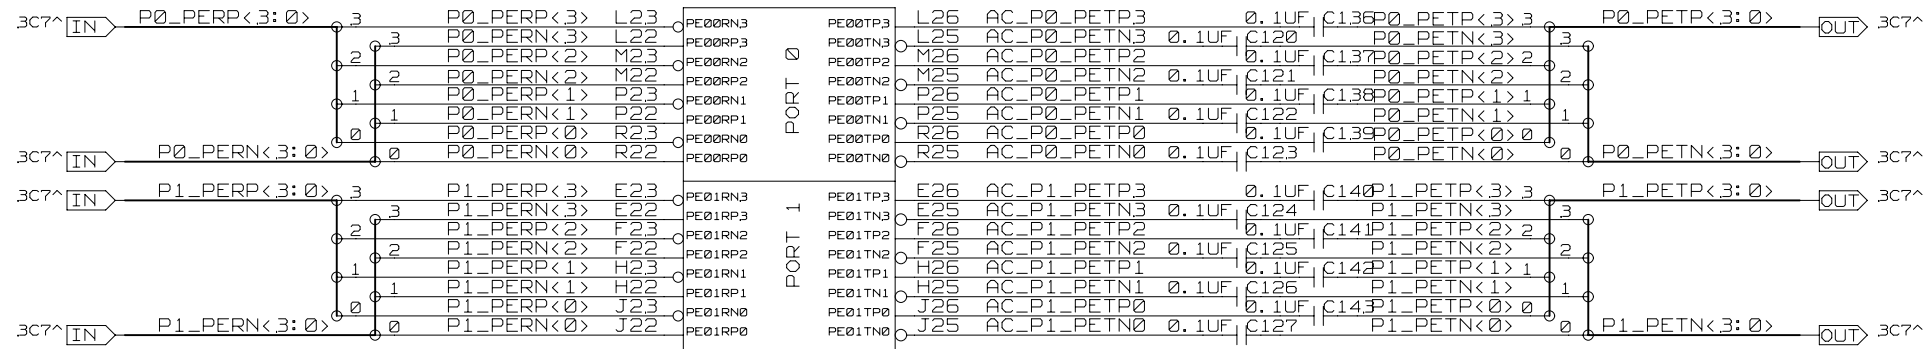 3C7^ IN P0_PERP<3:0> 3 P0_PERP<3> L23 PE00RN3 PE00TP3 L26 AC_P0_PETP3 0.1UF C136 P0_PETP<3> 3 P0_PETP<3:0> OUT 3C7^
3 P0_PERN<3> L22 PE00RP3 PE00TN3 L25 AC_P0_PETN3 0.1UF C120 P0_PETN<3> 3
2 P0_PERP<2> M23 PE00RN2 PE00TP2 M26 AC_P0_PETP2 0.1UF C137 P0_PETP<2> 2
2 P0_PERN<2> M22 PE00RP2 PE00TN2 M25 AC_P0_PETN2 0.1UF C121 P0_PETN<2> 2
1 P0_PERP<1> P23 PE00RN1 PE00TP1 P26 AC_P0_PETP1 0.1UF C138 P0_PETP<1> 1
1 P0_PERN<1> P22 PE00RP1 PE00TN1 P25 AC_P0_PETN1 0.1UF C122 P0_PETN<1> 1
0 P0_PERP<0> R23 PE00RN0 PE00TP0 R26 AC_P0_PETP0 0.1UF C139 P0_PETP<0> 0
3C7^ IN P0_PERN<3:0> 0 P0_PERN<0> R22 PE00RP0 PE00TN0 R25 AC_P0_PETN0 0.1UF C123 P0_PETN<0> 0 P0_PETN<3:0> OUT 3C7^
PORT 0
3C7^ IN P1_PERP<3:0> 3 P1_PERP<3> E23 PE01RN3 PE01TP3 E26 AC_P1_PETP3 0.1UF C140 P1_PETP<3> 3 P1_PETP<3:0> OUT 3C7^
3 P1_PERN<3> E22 PE01RP3 PE01TN3 E25 AC_P1_PETN3 0.1UF C124 P1_PETN<3> 3
2 P1_PERP<2> F23 PE01RN2 PE01TP2 F26 AC_P1_PETP2 0.1UF C141 P1_PETP<2> 2
2 P1_PERN<2> F22 PE01RP2 PE01TN2 F25 AC_P1_PETN2 0.1UF C125 P1_PETN<2> 2
1 P1_PERP<1> H23 PE01RN1 PE01TP1 H26 AC_P1_PETP1 0.1UF C142 P1_PETP<1> 1
1 P1_PERN<1> H22 PE01RP1 PE01TN1 H25 AC_P1_PETN1 0.1UF C126 P1_PETN<1> 1
0 P1_PERP<0> J23 PE01RN0 PE01TP0 J26 AC_P1_PETP0 0.1UF C143 P1_PETP<0> 0
3C7^ IN P1_PERN<3:0> 0 P1_PERN<0> J22 PE01RP0 PE01TN0 J25 AC_P1_PETN0 0.1UF C127 P1_PETN<0> 0 P1_PETN<3:0> OUT 3C7^
PORT 1